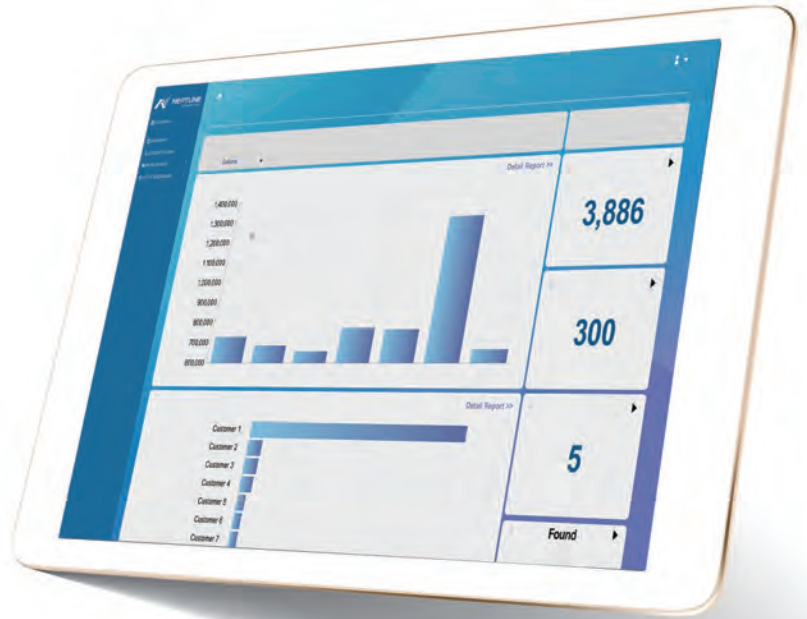 NEPTUNE
Detail Report >>
1,400,000
1,300,000
1,200,000
1,100,000
1,000,000
900,000
800,000
700,000
600,000
3,886
300
Detail Report >>
Customer 1
Customer 2
Customer 3
Customer 4
Customer 5
Customer 6
Customer 7
5
Found